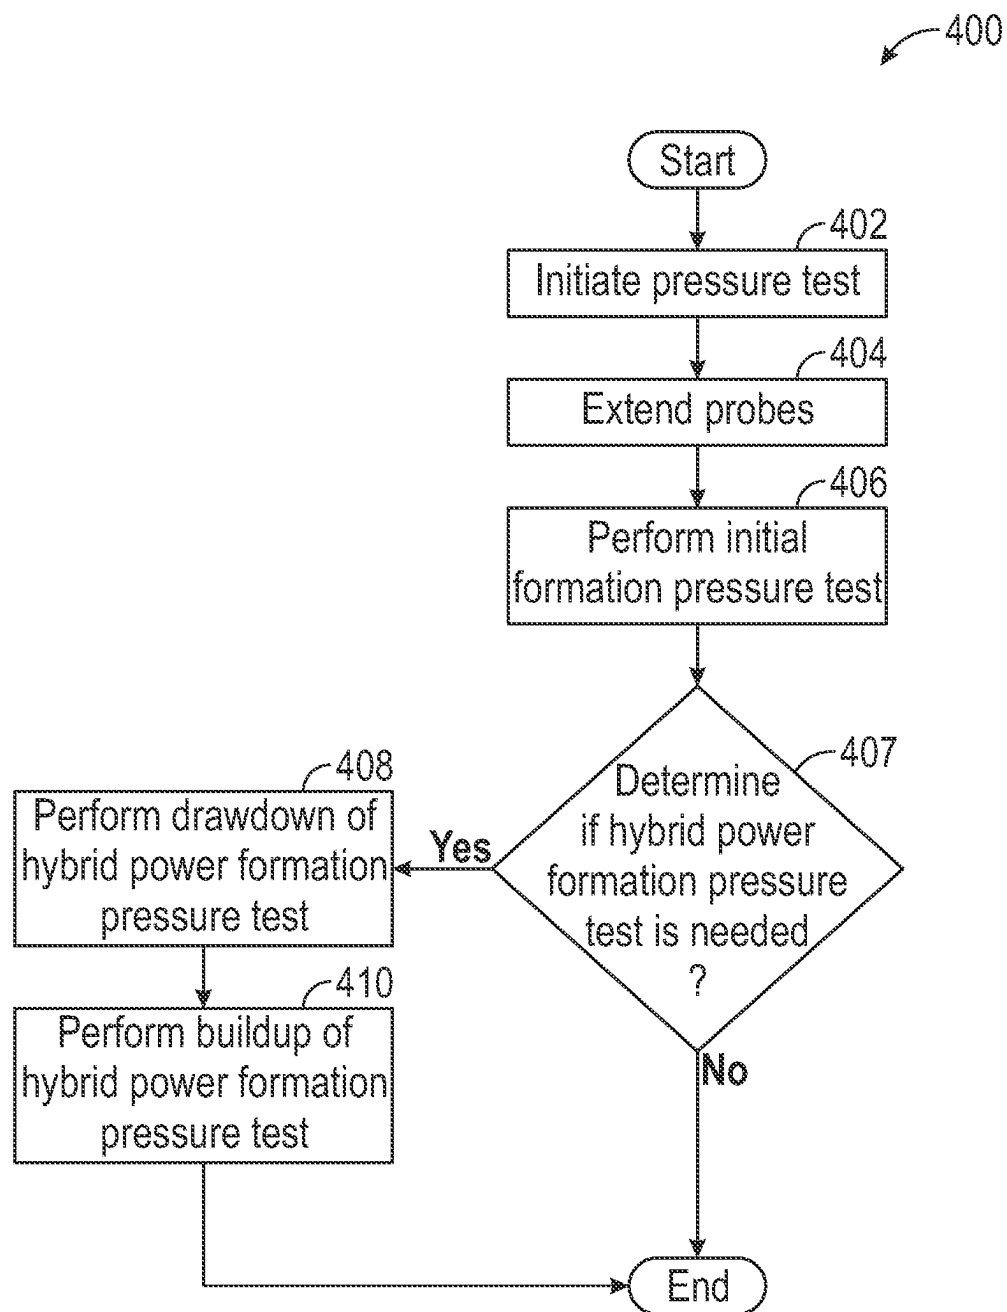 400
Start
402
Initiate pressure test
404
Extend probes
406
Perform initial
formation pressure test
407
Determine
if hybrid power
formation pressure
test is needed
?
Yes
408
Perform drawdown of
hybrid power formation
pressure test
410
Perform buildup of
hybrid power formation
pressure test
No
End